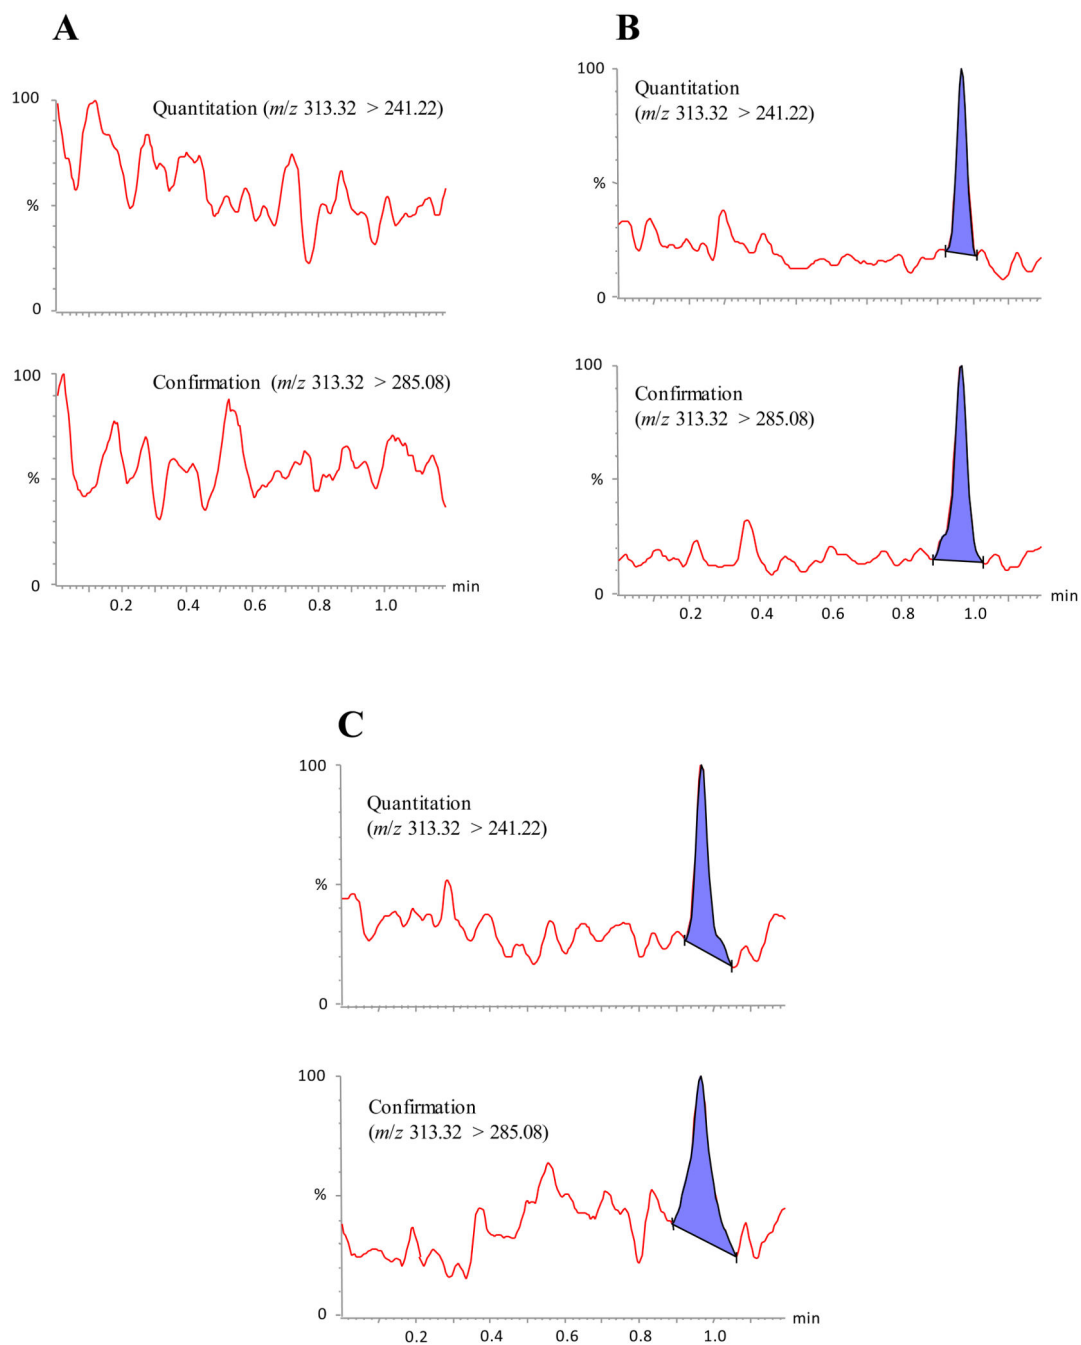 A
100
Quantitation (m/z 313.32 > 241.22)
%
0
100
Confirmation (m/z 313.32 > 285.08)
%
0
min
0.2 0.4 0.6 0.8 1.0
B
100
Quantitation
(m/z 313.32 > 241.22)
%
0
100
Confirmation
(m/z 313.32 > 285.08)
%
0
min
0.2 0.4 0.6 0.8 1.0
C
100
Quantitation
(m/z 313.32 > 241.22)
%
0
100
Confirmation
(m/z 313.32 > 285.08)
%
0
min
0.2 0.4 0.6 0.8 1.0